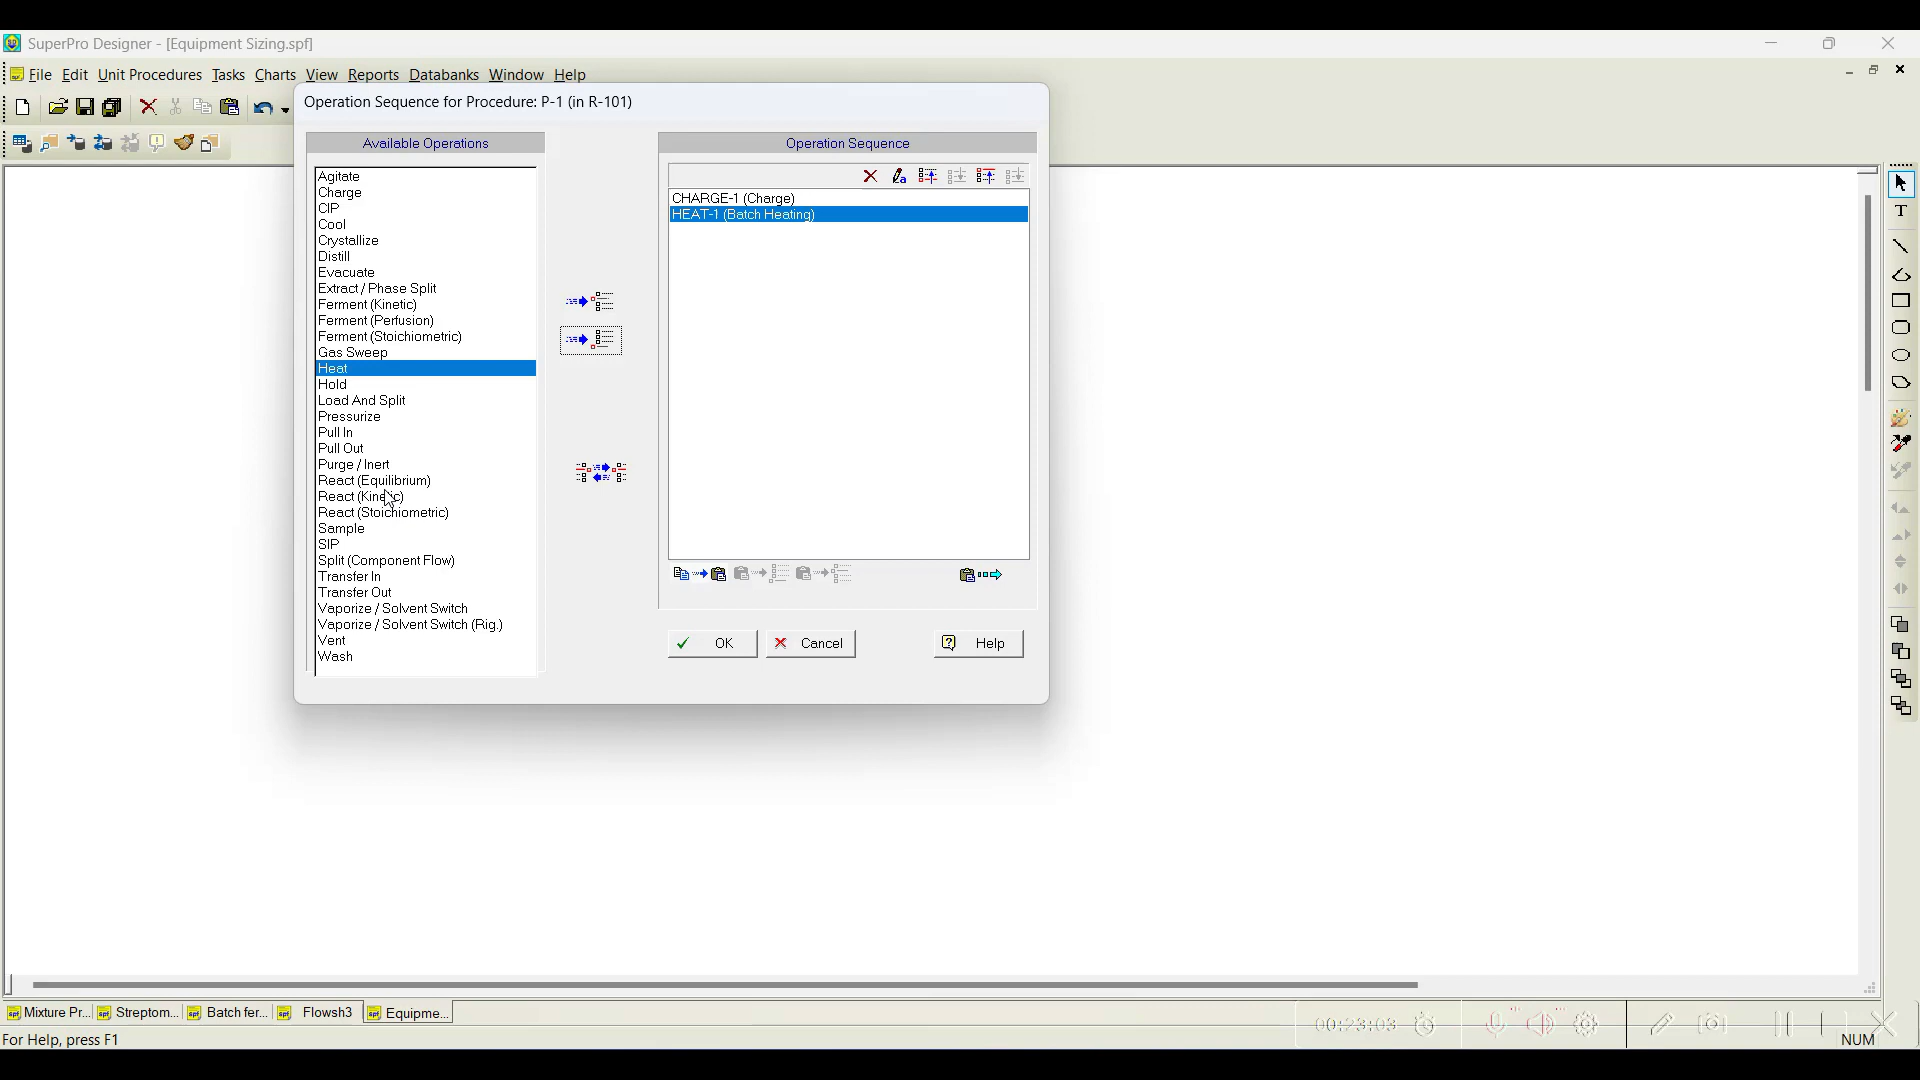 SuperPro Designer - [Equipment Sizing.spf]
File Edit Unit Procedures Tasks Charts View Reports Databanks Window Help
Operation Sequence for Procedure: P-1 (in R-101)
Available Operations
Agitate
Charge
CIP
Cool
Crystallize
Distill
Evacuate
Extract / Phase Split
Ferment (Kinetic)
Ferment (Perfusion)
Ferment (Stoichiometric)
Gas Sweep
Heat
Hold
Load And Split
Pressurize
Pull In
Pull Out
Purge / Inert
React (Equilibrium)
React (Kinetic)
React (Stoichiometric)
Sample
SIP
Split (Component Flow)
Transfer In
Transfer Out
Vaporize / Solvent Switch
Vaporize / Solvent Switch (Rig.)
Vent
Wash
Operation Sequence
CHARGE-1 (Charge)
HEAT-1 (Batch Heating)
OK Cancel Help
Mixture Pr... Streptom... Batch fer... Flowsh3 Equipme...
00:23:03
For Help, press F1
NUM